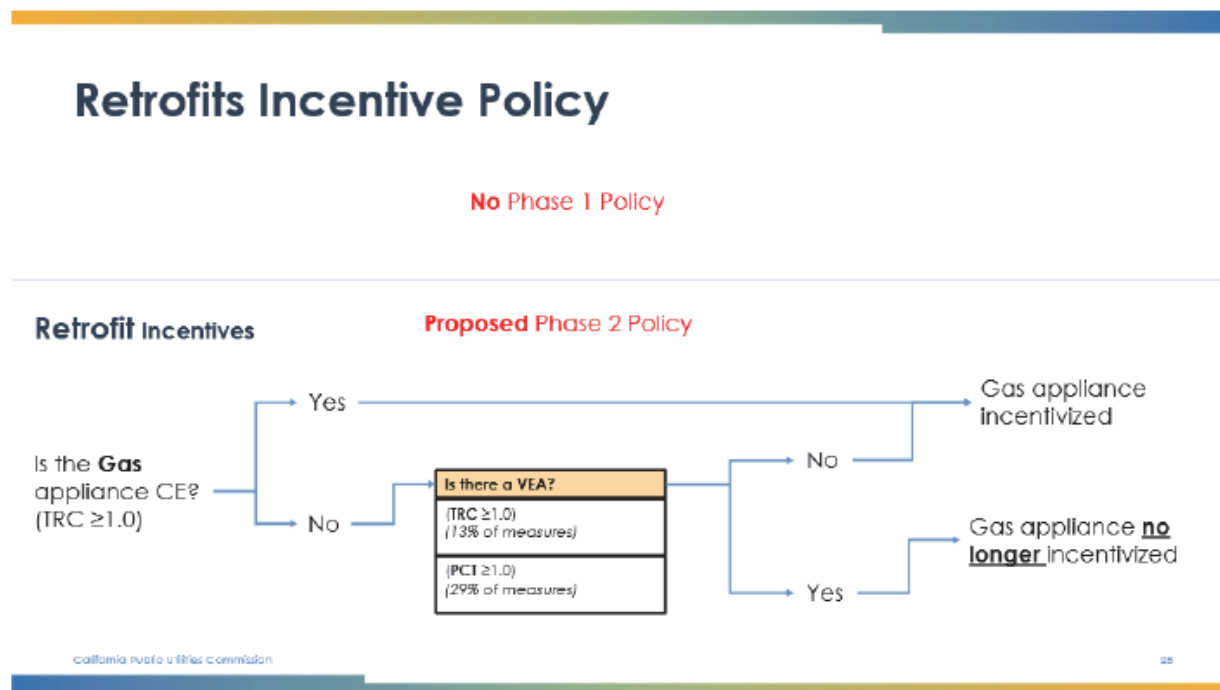 Retrofits Incentive Policy
No Phase 1 Policy
Retrofit Incentives
Proposed Phase 2 Policy
Is the Gas
appliance CE?
(TRC ≥1.0)
Yes
No
Is there a VEA?
(TRC ≥1.0)
(13% of measures)
(PCT ≥1.0)
(29% of measures)
No
Yes
Gas appliance
incentivized
Gas appliance no
longer incentivized
California Public Utilities Commission